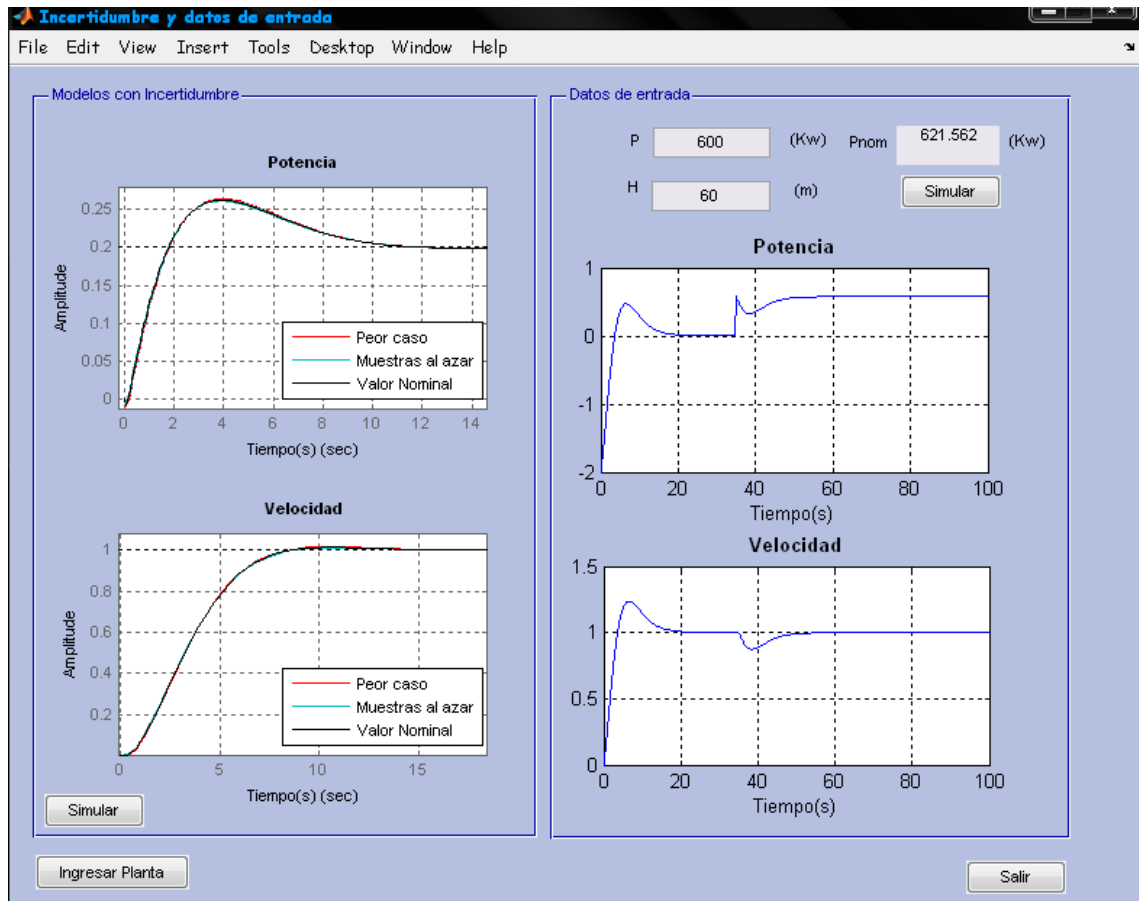 Incertidumbre y datos de entrada
File Edit View Insert Tools Desktop Window Help
Modelos con Incertidumbre
Potencia
Amplitude
0.25
0.2
0.15
0.1
0.05
0
0 2 4 6 8 10 12 14
Tiempo(s) (sec)
Peor caso
Muestras al azar
Valor Nominal
Velocidad
Amplitude
1
0.8
0.6
0.4
0.2
0 5 10 15
Tiempo(s) (sec)
Peor caso
Muestras al azar
Valor Nominal
Simular
Datos de entrada
P 600 (Kw) Pnom 621.562 (Kw)
H 60 (m) Simular
Potencia
1
0
-1
-2
0 20 40 60 80 100
Tiempo(s)
Velocidad
1.5
1
0.5
0
0 20 40 60 80 100
Tiempo(s)
Ingresar Planta
Salir